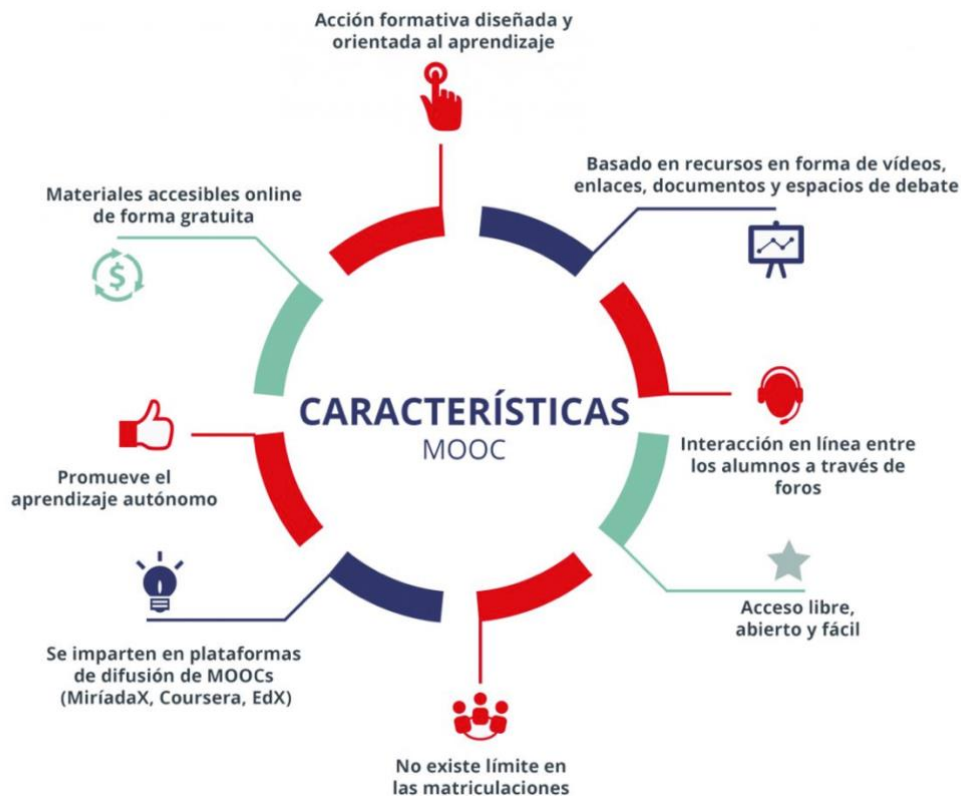 Acción formativa diseñada y
orientada al aprendizaje
Basado en recursos en forma de vídeos,
enlaces, documentos y espacios de debate
Materiales accesibles online
de forma gratuita
$
CARACTERÍSTICAS
MOOC
Interacción en línea entre
los alumnos a través de
foros
Promueve el
aprendizaje autónomo
Acceso libre,
abierto y fácil
Se imparten en plataformas
de difusión de MOOCs
(MiríadaX, Coursera, EdX)
No existe límite en
las matriculaciones